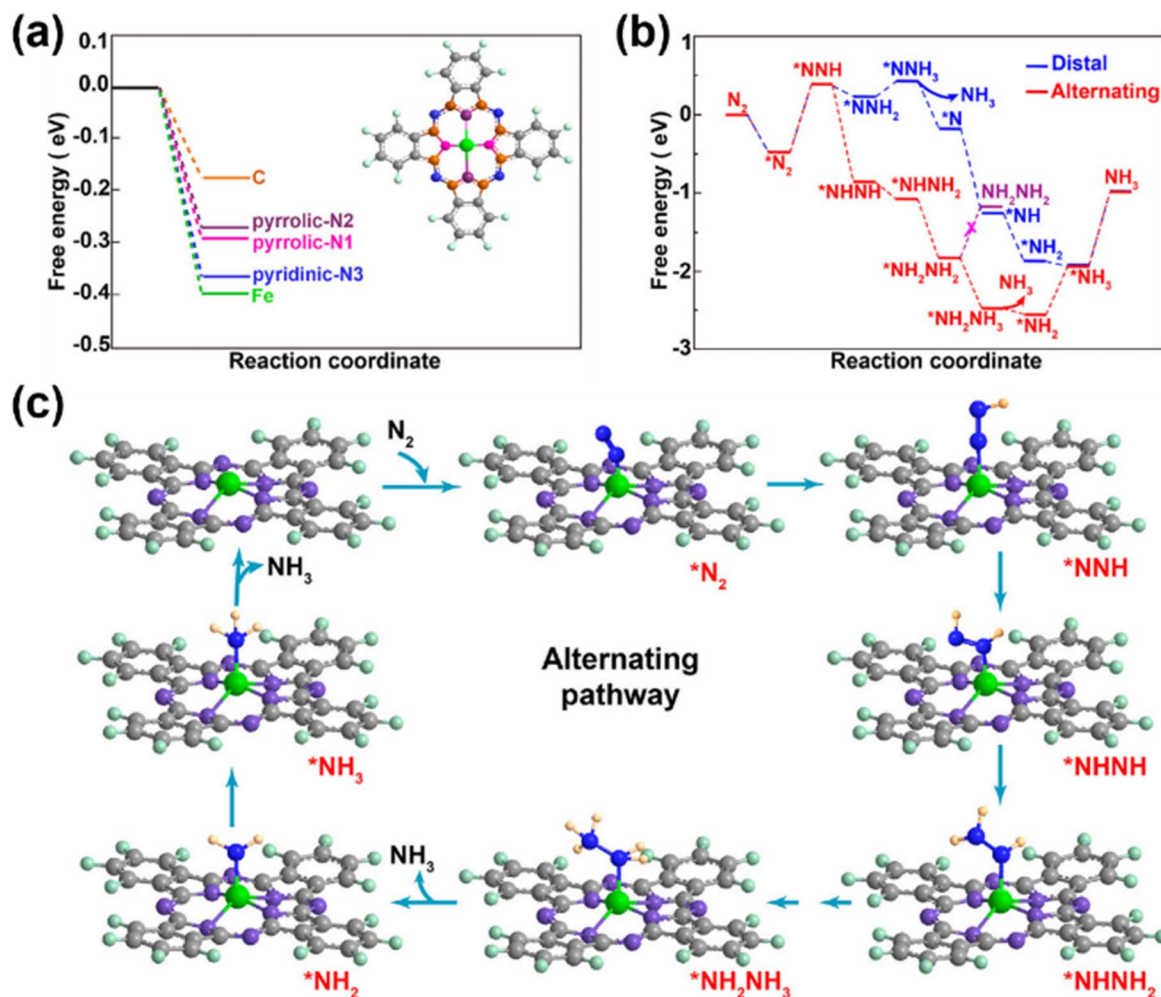 (a)
0.1
0.0
-0.1
-0.2
-0.3
-0.4
-0.5
Free energy ( eV)
Reaction coordinate
C
pyrrolic-N2
pyrrolic-N1
pyridinic-N3
Fe
(b)
1
0
-1
-2
-3
Free energy ( eV)
Reaction coordinate
Distal
Alternating
N₂
*N₂
*NNH
*NNH₂
*NNH₃
NH₃
*N
*NHNH
*NHNH₂
NH₂NH₂
*NH
*NH₂NH₂
*NH₂
NH₃
*NH₂NH₃
*NH₂
*NH₃
NH₃
x
(c)
N₂
*N₂
*NNH
NH₃
*NH₃
Alternating
pathway
*NHNH
NH₃
*NH₂
*NH₂NH₃
*NHNH₂